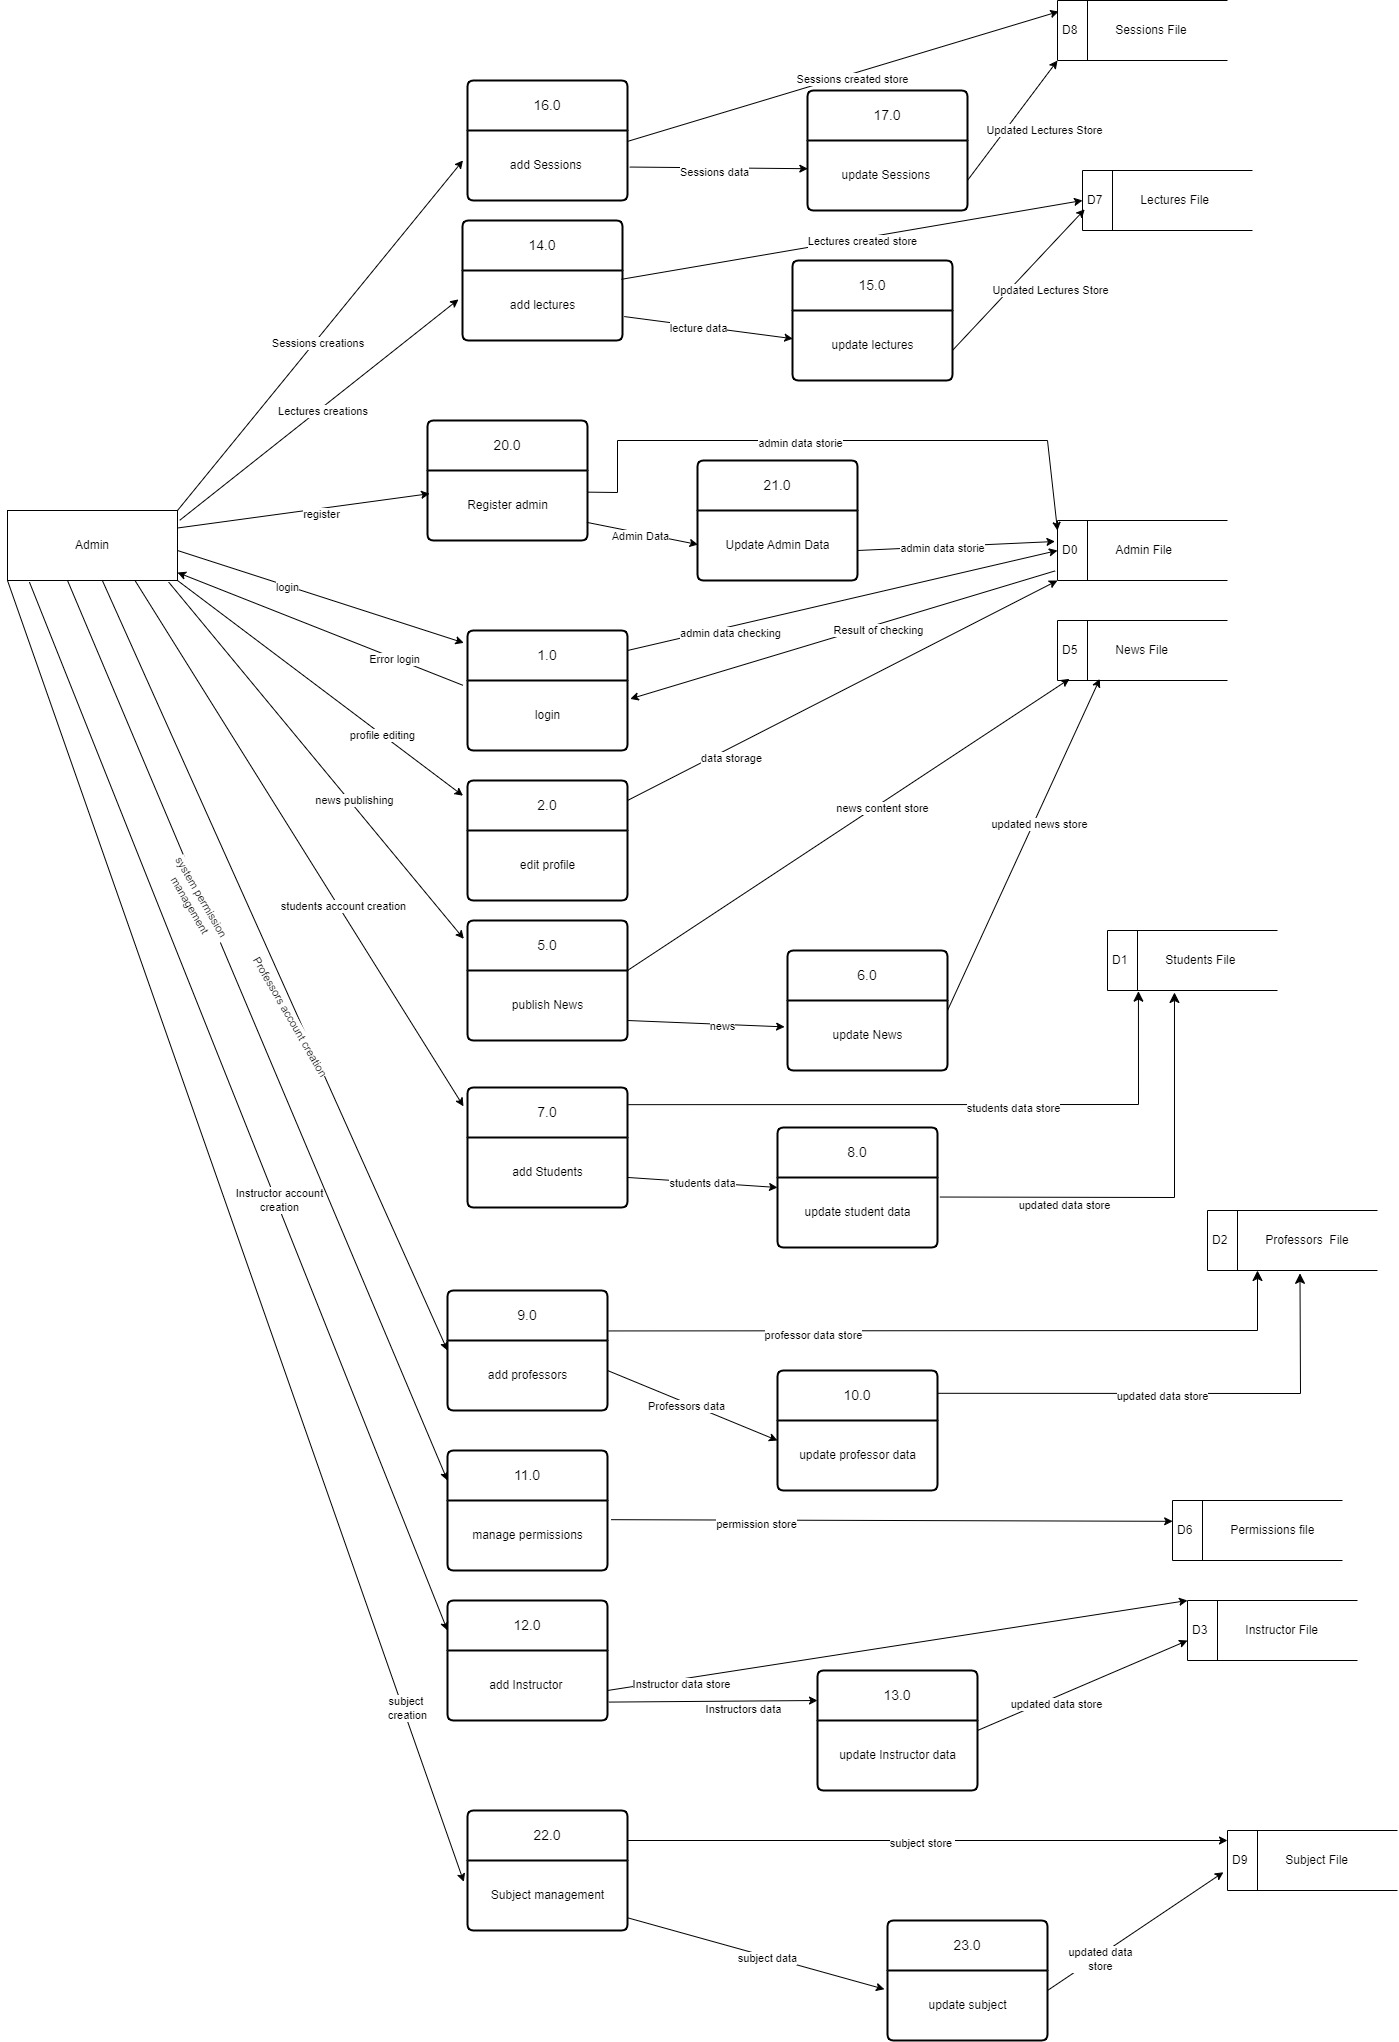 D8
Sessions File
Sessions created store
16.0
add Sessions
17.0
update Sessions
Sessions data
Updated Lectures Store
D7
Lectures File
14.0
add lectures
Lectures created store
15.0
update lectures
lecture data
Updated Lectures Store
Sessions creations
Lectures creations
20.0
Register admin
admin data storie
21.0
Update Admin Data
Admin Data
admin data storie
register
Admin
D0
Admin File
login
Error login
1.0
login
admin data checking
Result of checking
D5
News File
profile editing
2.0
edit profile
data storage
news publishing
news content store
updated news store
system permission
management
students account creation
5.0
publish News
6.0
update News
news
D1
Students File
Professors account creation
7.0
add Students
students data store
8.0
update student data
students data
updated data store
Instructor account
creation
D2
Professors File
9.0
add professors
professor data store
10.0
update professor data
Professors data
updated data store
11.0
manage permissions
permission store
D6
Permissions file
12.0
add Instructor
D3
Instructor File
Instructor data store
Instructors data
13.0
update Instructor data
updated data store
subject
creation
22.0
Subject management
subject store
D9
Subject File
subject data
23.0
update subject
updated data
store